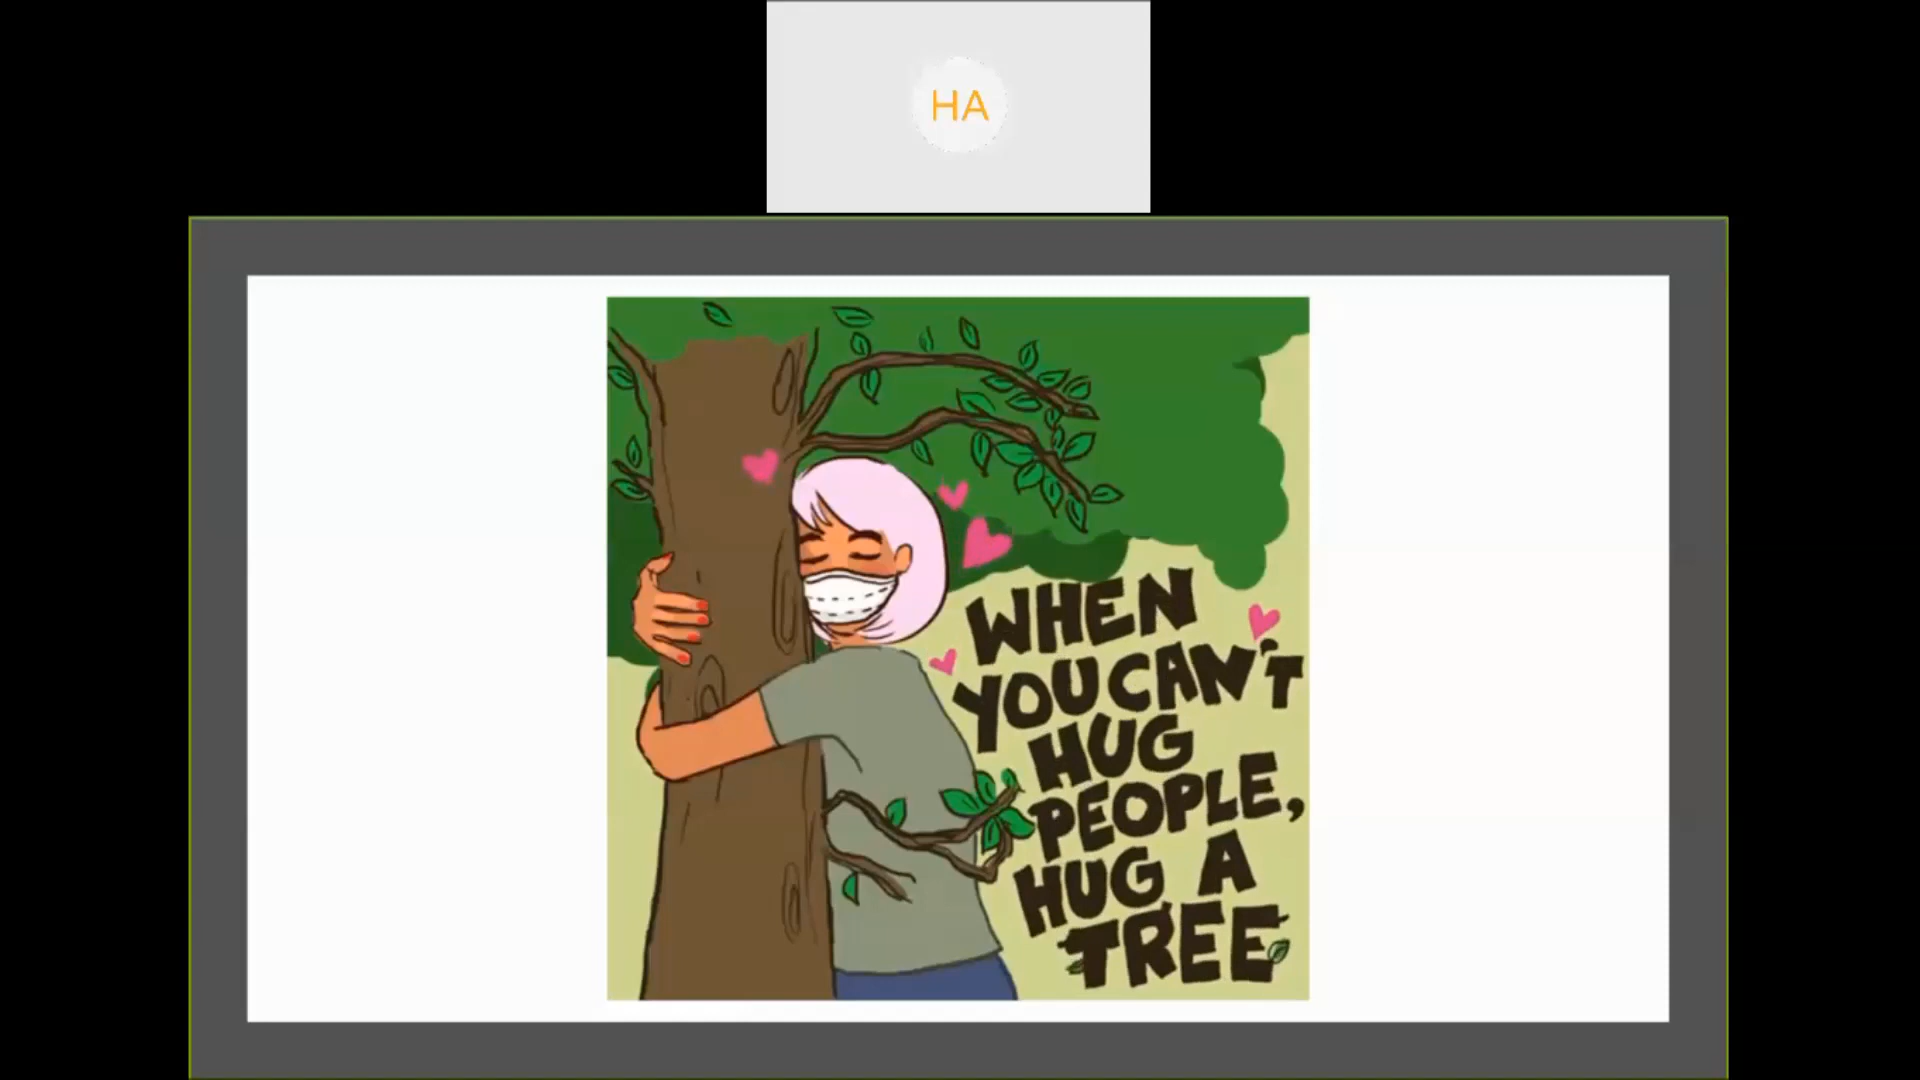 HA
WHEN
YOU CAN'T
HUG
PEOPLE,
HUG A
TREE